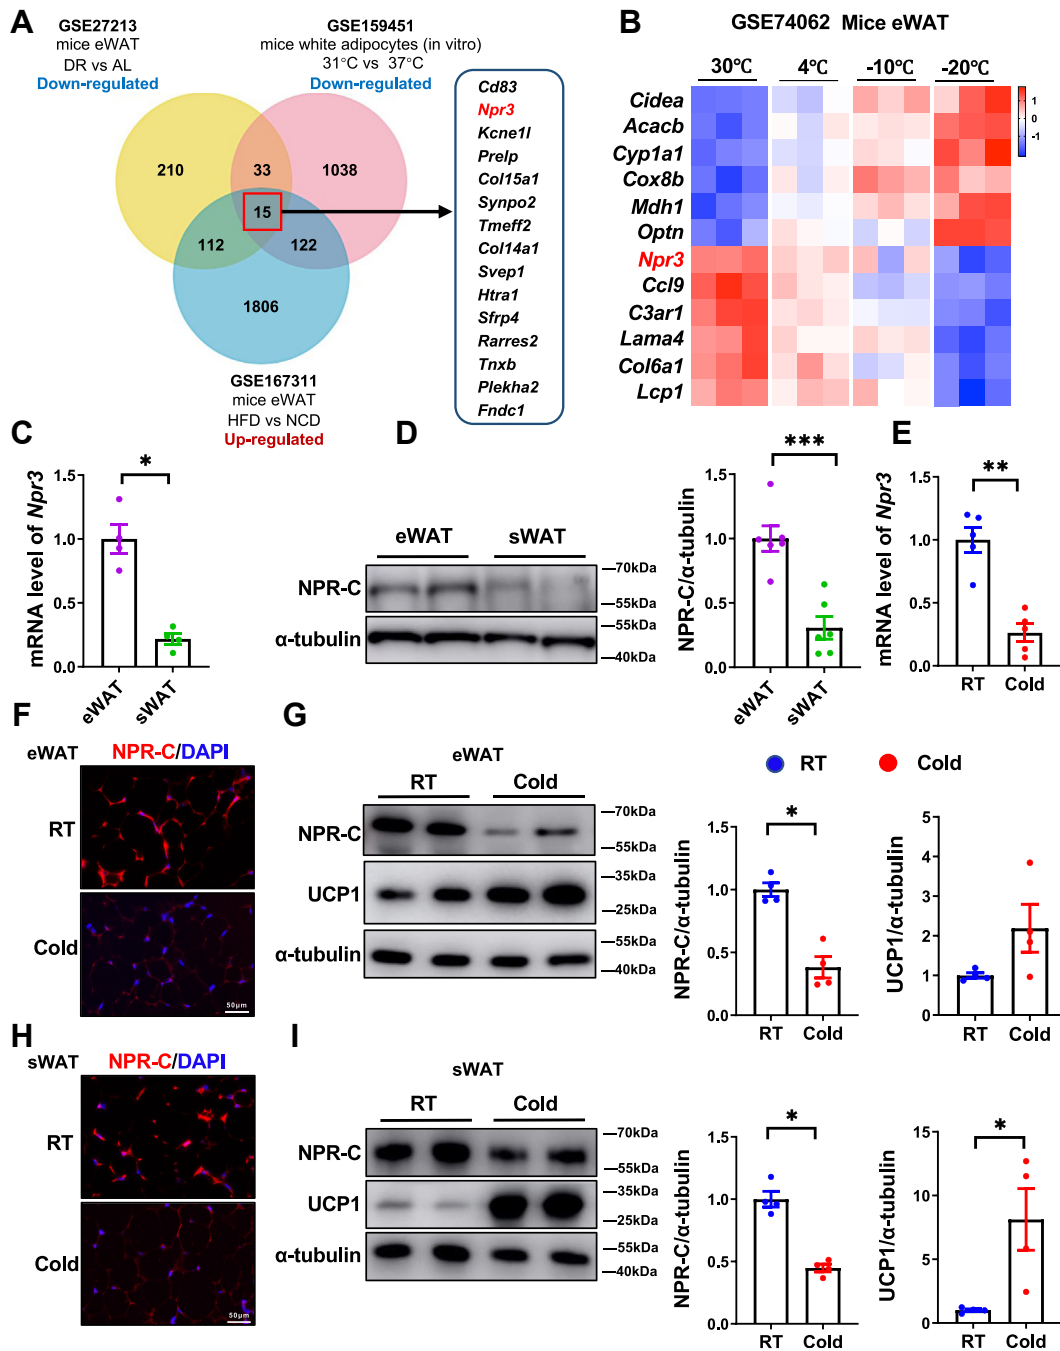 A
GSE27213
mice eWAT
DR vs AL
Down-regulated
GSE159451
mice white adipocytes (in vitro)
31°C vs 37°C
Down-regulated
210
33
1038
15
112
122
1806
GSE167311
mice eWAT
HFD vs NCD
Up-regulated
Cd83
Npr3
Kcne1l
Prelp
Col15a1
Synpo2
Tmeff2
Col14a1
Svep1
Htra1
Sfrp4
Rarres2
Tnxb
Plekha2
Fndc1
B
GSE74062 Mice eWAT
30°C 4°C -10°C -20°C
Cidea
Acacb
Cyp1a1
Cox8b
Mdh1
Optn
Npr3
Ccl9
C3ar1
Lama4
Col6a1
Lcp1
1
0
-1
C
mRNA level of Npr3
1.5
1.0
0.5
0.0
*
eWAT sWAT
D
eWAT sWAT
NPR-C
α-tubulin
70kDa
55kDa
55kDa
40kDa
NPR-C/α-tubulin
1.5
1.0
0.5
0.0
***
eWAT sWAT
E
mRNA level of Npr3
1.5
1.0
0.5
0.0
**
RT Cold
F
eWAT NPR-C/DAPI
RT
Cold
50μm
G
eWAT
RT Cold
NPR-C
UCP1
α-tubulin
70kDa
55kDa
35kDa
25kDa
55kDa
40kDa
RT Cold
NPR-C/α-tubulin
1.5
1.0
0.5
0.0
*
RT Cold
UCP1/α-tubulin
5
4
3
2
1
0
RT Cold
H
sWAT NPR-C/DAPI
RT
Cold
50μm
I
sWAT
RT Cold
NPR-C
UCP1
α-tubulin
70kDa
55kDa
35kDa
25kDa
55kDa
40kDa
NPR-C/α-tubulin
1.5
1.0
0.5
0.0
*
RT Cold
UCP1/α-tubulin
15
10
5
0
*
RT Cold